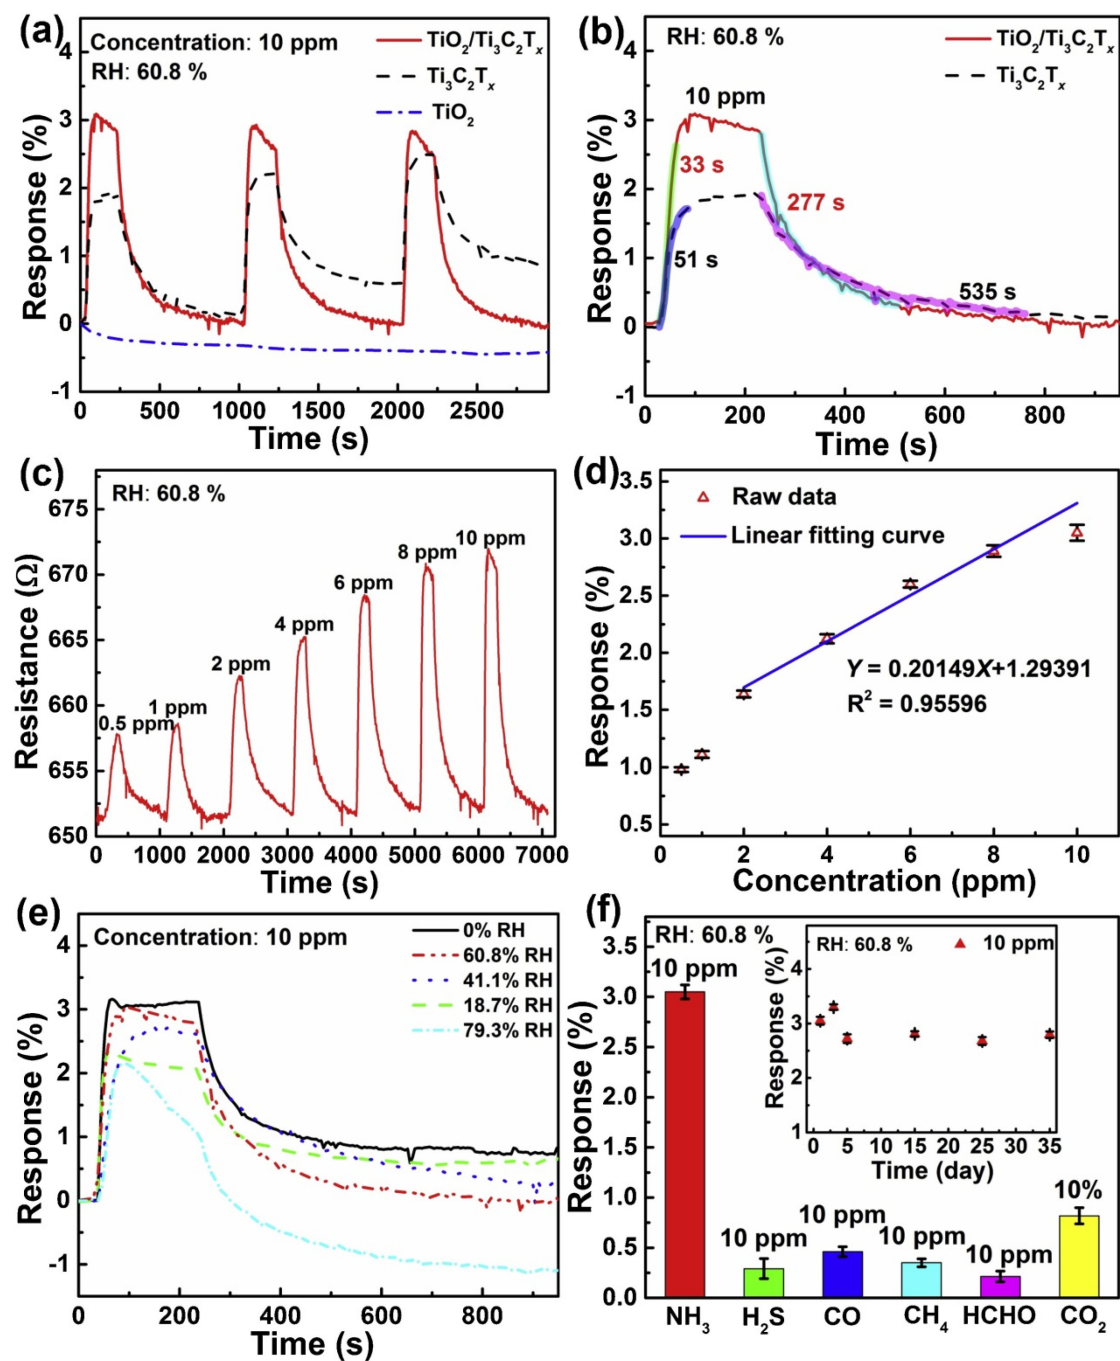 (a)
Concentration: 10 ppm
RH: 60.8 %
TiO₂/Ti₃C₂Tₓ
Ti₃C₂Tₓ
TiO₂
4
3
2
1
0
-1
Response (%)
0 500 1000 1500 2000 2500
Time (s)
(b)
RH: 60.8 %
TiO₂/Ti₃C₂Tₓ
Ti₃C₂Tₓ
10 ppm
33 s
277 s
51 s
535 s
4
3
2
1
0
-1
Response (%)
0 200 400 600 800
Time (s)
(c)
RH: 60.8 %
675
670
665
660
655
650
Resistance (Ω)
0.5 ppm
1 ppm
2 ppm
4 ppm
6 ppm
8 ppm
10 ppm
0 1000 2000 3000 4000 5000 6000 7000
Time (s)
(d)
Raw data
Linear fitting curve
Y = 0.20149X+1.29391
R² = 0.95596
3.5
3.0
2.5
2.0
1.5
1.0
0.5
Response (%)
0 2 4 6 8 10
Concentration (ppm)
(e)
Concentration: 10 ppm
0% RH
60.8% RH
41.1% RH
18.7% RH
79.3% RH
4
3
2
1
0
-1
Response (%)
0 200 400 600 800
Time (s)
(f)
RH: 60.8 %
3.5
3.0
2.5
2.0
1.5
1.0
0.5
0.0
Response (%)
10 ppm
10 ppm
10 ppm
10 ppm
10 ppm
10%
NH₃ H₂S CO CH₄ HCHO CO₂
RH: 60.8 %
10 ppm
4
3
2
1
Response (%)
0 5 10 15 20 25 30 35
Time (day)